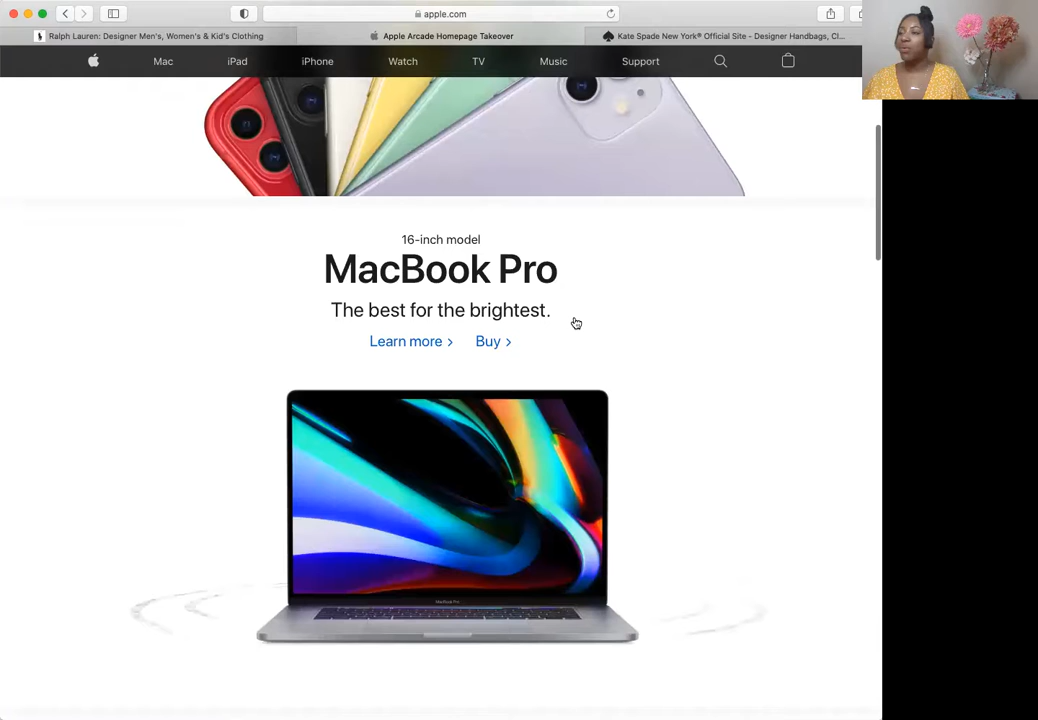 apple.com
Ralph Lauren: Designer Men's, Women's & Kid's Clothing
Apple Arcade Homepage Takeover
Kate Spade New York® Official Site - Designer Handbags, Cl...
Mac
iPad
iPhone
Watch
TV
Music
Support
16-inch model
MacBook Pro
The best for the brightest.
Learn more >
Buy >
MacBook Pro